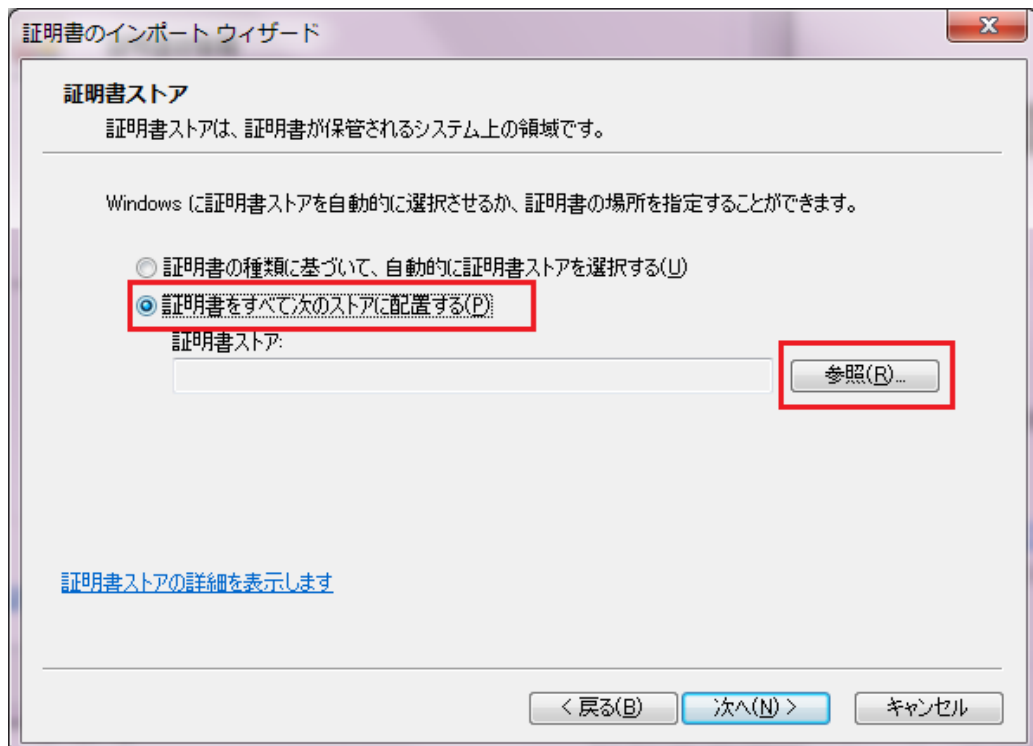 証明書のインポート ウィザード
証明書ストア
証明書ストアは、証明書が保管されるシステム上の領域です。
Windows に証明書ストアを自動的に選択させるか、証明書の場所を指定することができます。
証明書の種類に基づいて、自動的に証明書ストアを選択する(U)
証明書をすべて次のストアに配置する(P)
証明書ストア:
参照(R)...
証明書ストアの詳細を表示します
< 戻る(B)
次へ(N) >
キャンセル